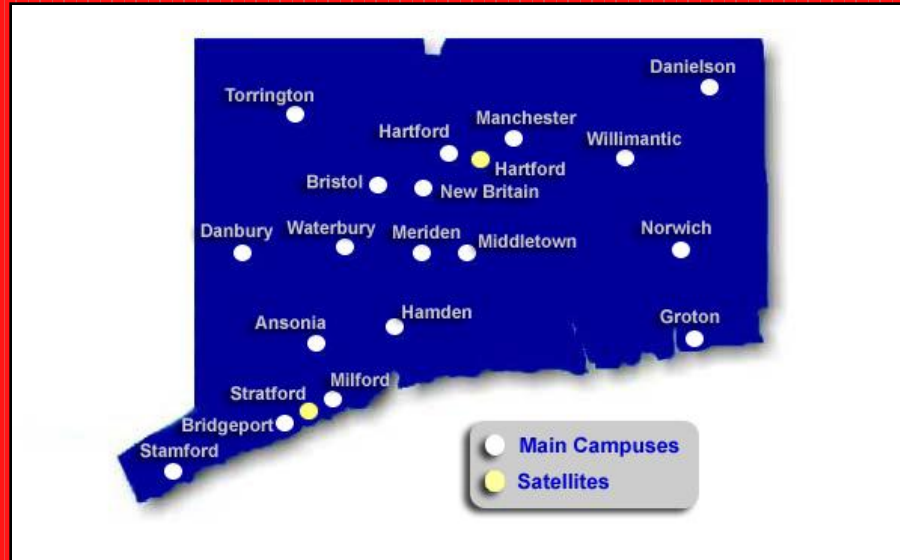 Danielson
Torrington
Manchester
Hartford
Willimantic
Hartford
Bristol
New Britain
Danbury
Waterbury
Meriden
Middletown
Norwich
Hamden
Ansonia
Groton
Milford
Stratford
Bridgeport
Stamford
Main Campuses
Satellites